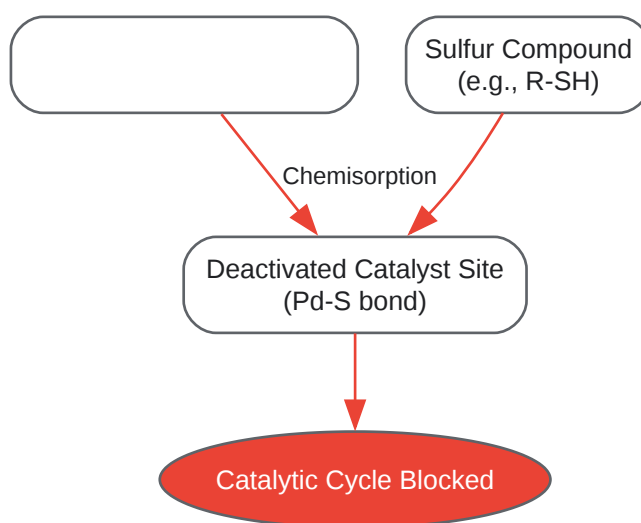 Sulfur Compound
(e.g., R-SH)
Chemisorption
Deactivated Catalyst Site
(Pd-S bond)
Catalytic Cycle Blocked